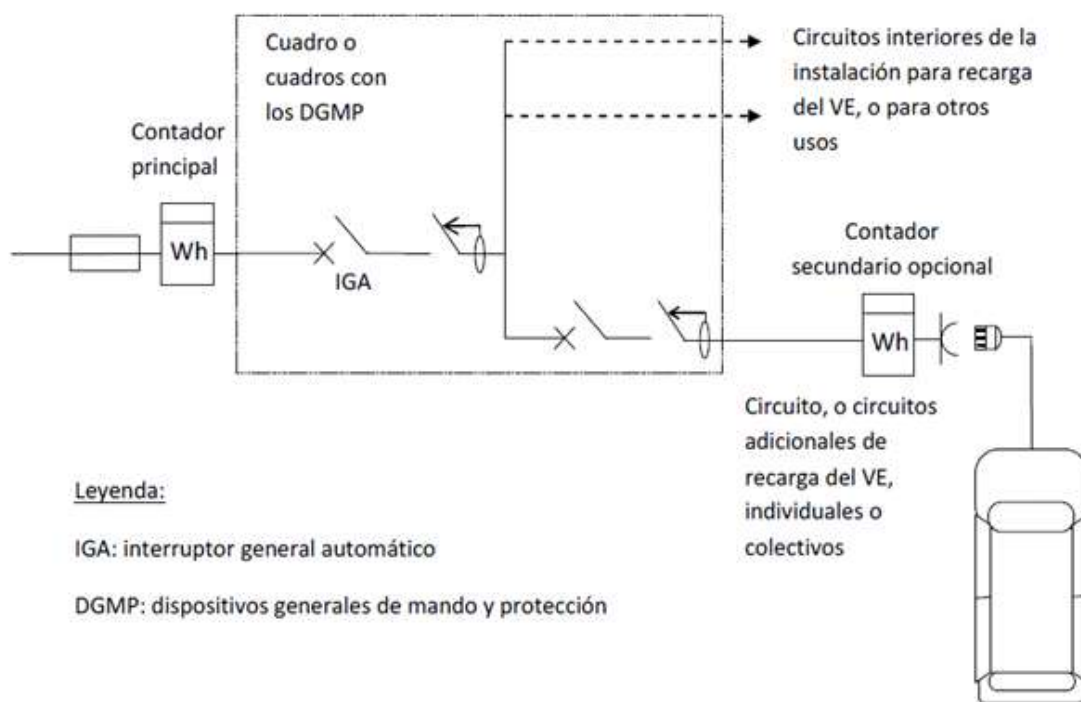 Cuadro o
cuadros con
los DGMP
Circuitos interiores de la
instalación para recarga
del VE, o para otros
usos
Contador
principal
Wh
IGA
Contador
secundario opcional
Wh
Circuito, o circuitos
adicionales de
recarga del VE,
individuales o
colectivos
Leyenda:
IGA: interruptor general automático
DGMP: dispositivos generales de mando y protección